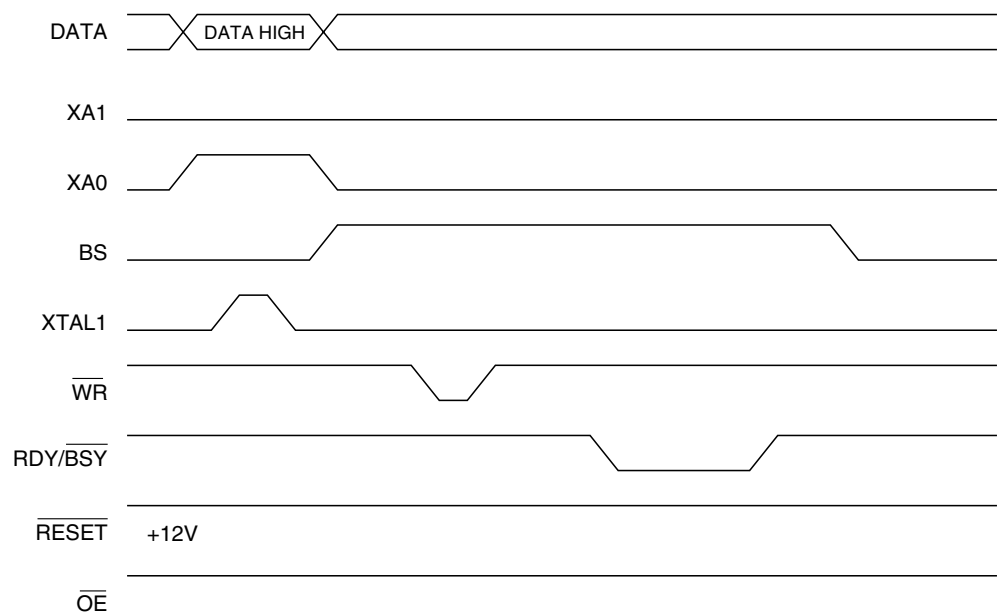 DATA
DATA HIGH
XA1
XA0
BS
XTAL1
WR
RDY/BSY
RESET
+12V
OE